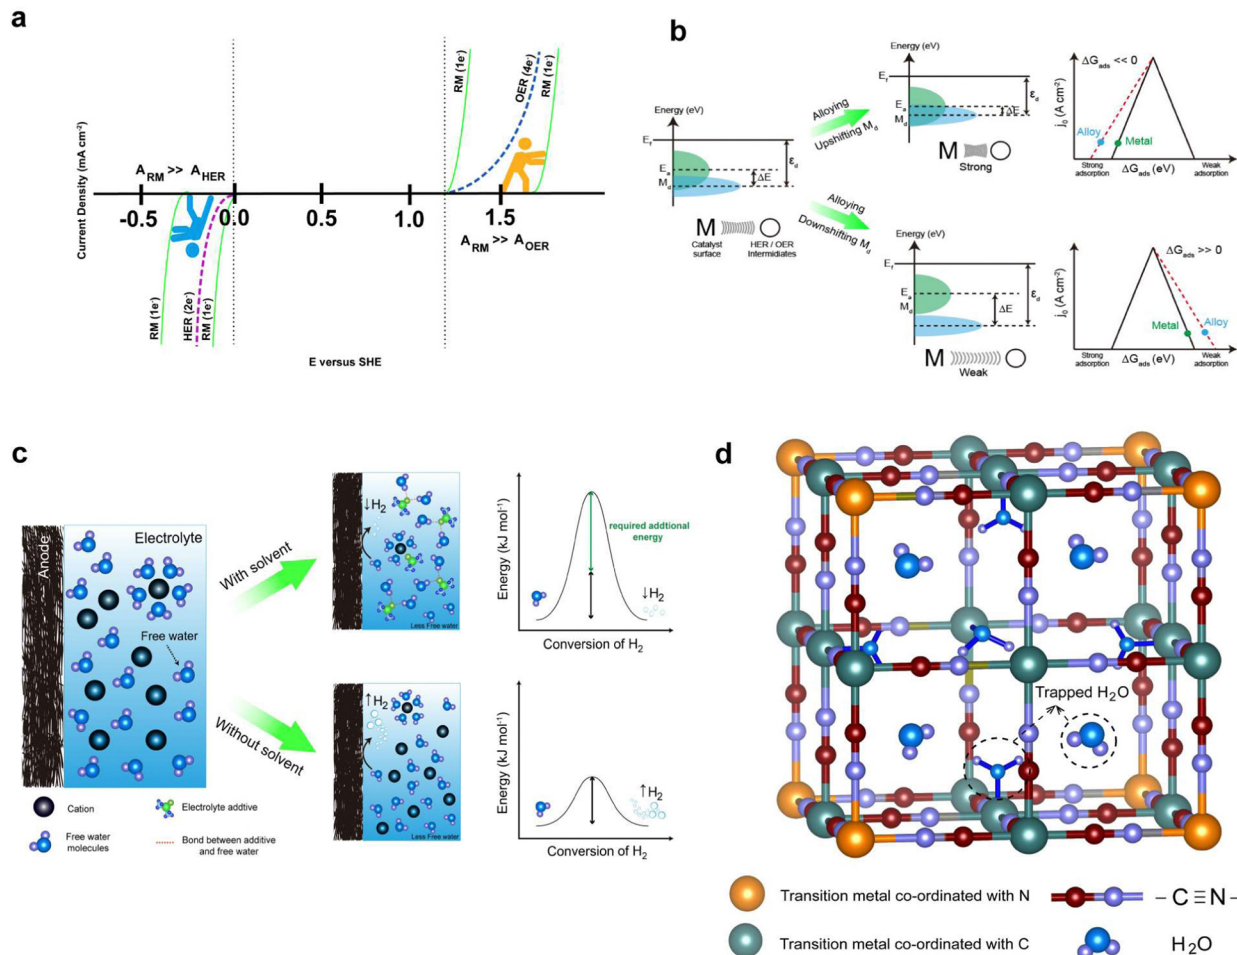 a
Current Density (mA cm⁻²)
RM (1e⁻)
OER (4e⁻)
RM (1e⁻)
A_RM >> A_HER
-0.5
0.0
0.5
1.0
1.5
A_RM >> A_OER
RM (1e⁻)
HER (2e⁻)
RM (1e⁻)
E versus SHE
b
Energy (eV)
E_f
E_a
M_d
ΔE
ε_d
M
Catalyst
surface
HER / OER
Intermidiates
Alloying
Upshifting M_d
Alloying
Downshifting M_d
Energy (eV)
E_f
E_a
M_d
ΔE
ε_d
M
Strong
j₀ (A cm⁻²)
ΔG_ads << 0
Alloy
Metal
Strong
adsorption
ΔG_ads (eV)
Weak
adsorption
Energy (eV)
E_f
E_a
M_d
ΔE
ε_d
M
Weak
j₀ (A cm⁻²)
ΔG_ads >> 0
Metal
Alloy
Strong
adsorption
ΔG_ads (eV)
Weak
adsorption
c
Anode
Electrolyte
Free water
With solvent
Without solvent
↓H₂
Less Free water
Energy (kJ mol⁻¹)
required addtional
energy
↓H₂
Conversion of H₂
↑H₂
Less Free water
Energy (kJ mol⁻¹)
↑H₂
Conversion of H₂
Cation
Electrolyte addtive
Free water
molecules
Bond between additive
and free water
d
Trapped H₂O
Transition metal co-ordinated with N
–C≡N–
Transition metal co-ordinated with C
H₂O